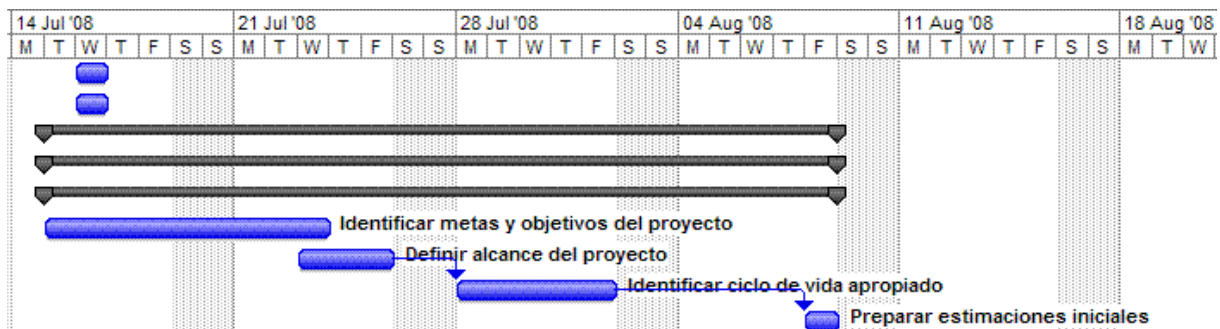 14 Jul '08 21 Jul '08 28 Jul '08 04 Aug '08 11 Aug '08 18 Aug '08
M T W T F S S M T W T F S S M T W T F S S M T W T F S S M T W T F S S M T W
Identificar metas y objetivos del proyecto
Definir alcance del proyecto
Identificar ciclo de vida apropiado
Preparar estimaciones iniciales